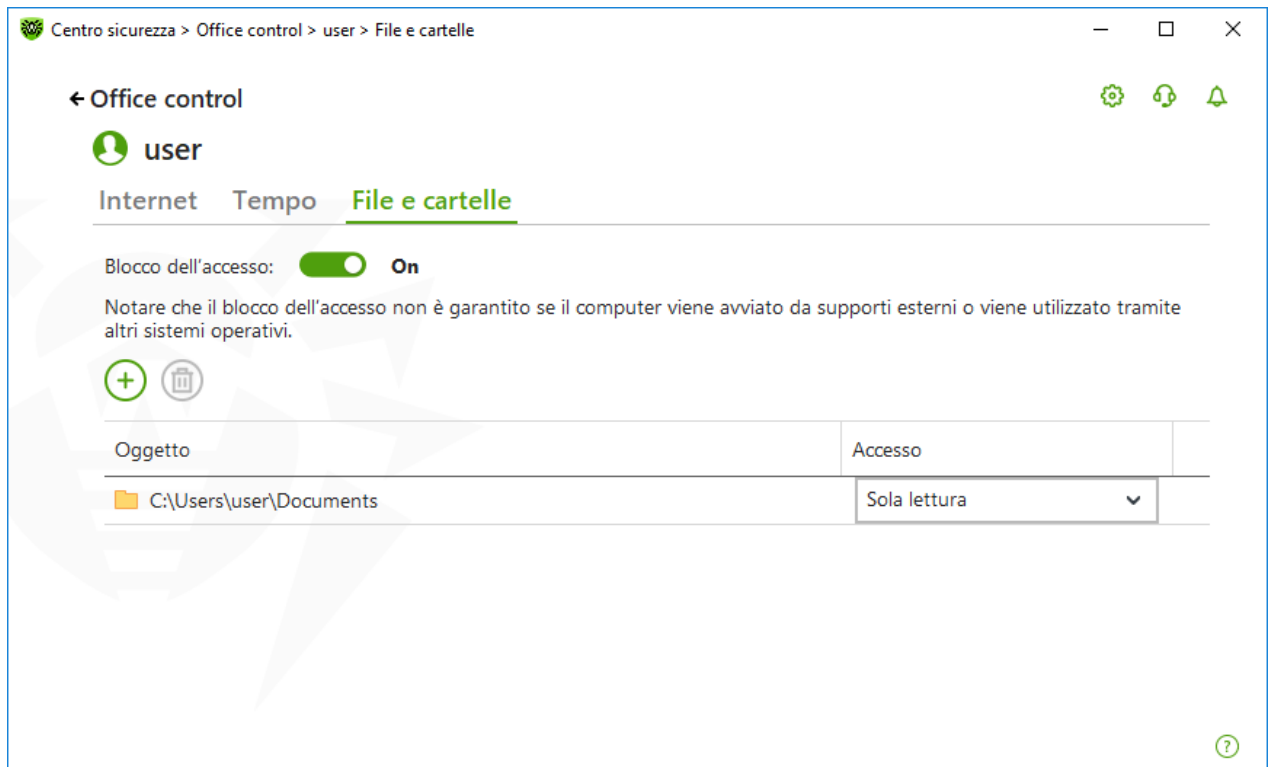 Centro sicurezza > Office control > user > File e cartelle
Office control
user
Internet Tempo File e cartelle
Blocco dell'accesso: On
Notare che il blocco dell'accesso non è garantito se il computer viene avviato da supporti esterni o viene utilizzato tramite
altri sistemi operativi.
Oggetto Accesso
C:\Users\user\Documents Sola lettura